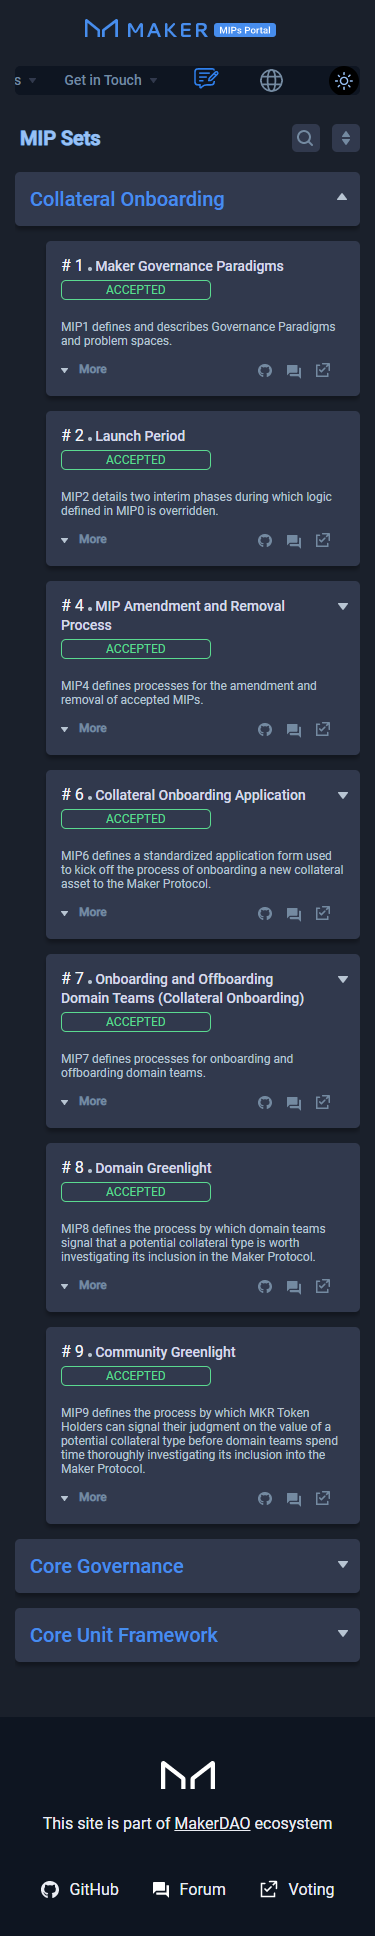 MAKER MIPs Portal
s Get in Touch
MIP Sets
Collateral Onboarding
# 1 . Maker Governance Paradigms
ACCEPTED
MIP1 defines and describes Governance Paradigms
and problem spaces.
More
# 2 . Launch Period
ACCEPTED
MIP2 details two interim phases during which logic
defined in MIP0 is overridden.
More
# 4 . MIP Amendment and Removal
Process
ACCEPTED
MIP4 defines processes for the amendment and
removal of accepted MIPs.
More
# 6 . Collateral Onboarding Application
ACCEPTED
MIP6 defines a standardized application form used
to kick off the process of onboarding a new collateral
asset to the Maker Protocol.
More
# 7 . Onboarding and Offboarding
Domain Teams (Collateral Onboarding)
ACCEPTED
MIP7 defines processes for onboarding and
offboarding domain teams.
More
# 8 . Domain Greenlight
ACCEPTED
MIP8 defines the process by which domain teams
signal that a potential collateral type is worth
investigating its inclusion in the Maker Protocol.
More
# 9 . Community Greenlight
ACCEPTED
MIP9 defines the process by which MKR Token
Holders can signal their judgment on the value of a
potential collateral type before domain teams spend
time thoroughly investigating its inclusion into the
Maker Protocol.
More
Core Governance
Core Unit Framework
This site is part of MakerDAO ecosystem
GitHub Forum Voting